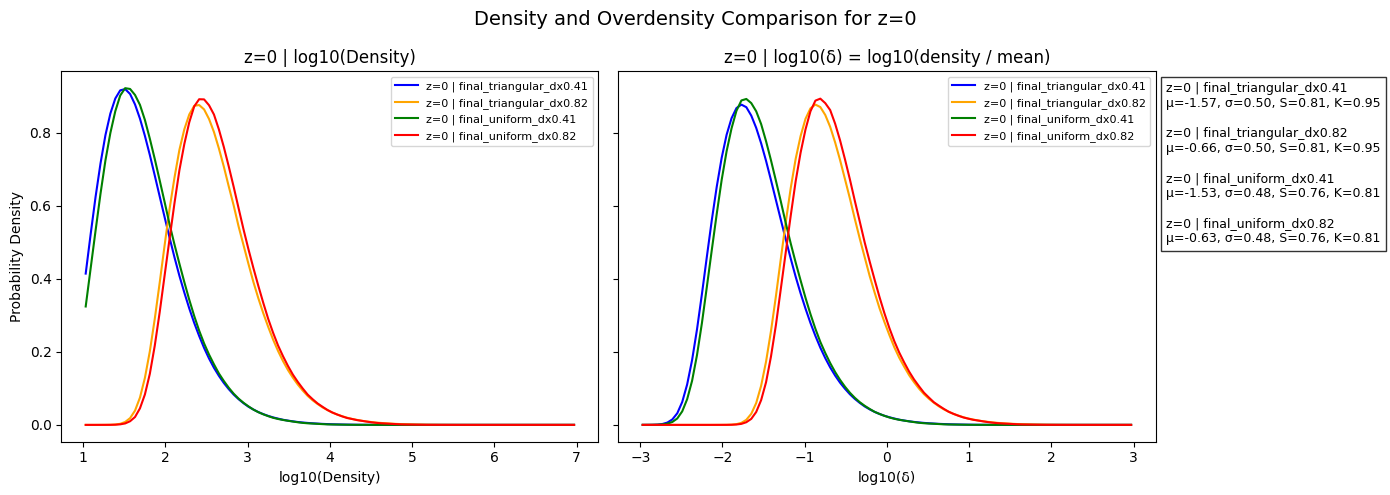 Density and Overdensity Comparison for z=0
z=0 | log10(Density)
z=0 | final_triangular_dx0.41
z=0 | final_triangular_dx0.82
z=0 | final_uniform_dx0.41
z=0 | final_uniform_dx0.82
Probability Density
0.8
0.6
0.4
0.2
0.0
1 2 3 4 5 6 7
log10(Density)
z=0 | log10(δ) = log10(density / mean)
z=0 | final_triangular_dx0.41
z=0 | final_triangular_dx0.82
z=0 | final_uniform_dx0.41
z=0 | final_uniform_dx0.82
−3 −2 −1 0 1 2 3
log10(δ)
z=0 | final_triangular_dx0.41
μ=-1.57, σ=0.50, S=0.81, K=0.95
z=0 | final_triangular_dx0.82
μ=-0.66, σ=0.50, S=0.81, K=0.95
z=0 | final_uniform_dx0.41
μ=-1.53, σ=0.48, S=0.76, K=0.81
z=0 | final_uniform_dx0.82
μ=-0.63, σ=0.48, S=0.76, K=0.81